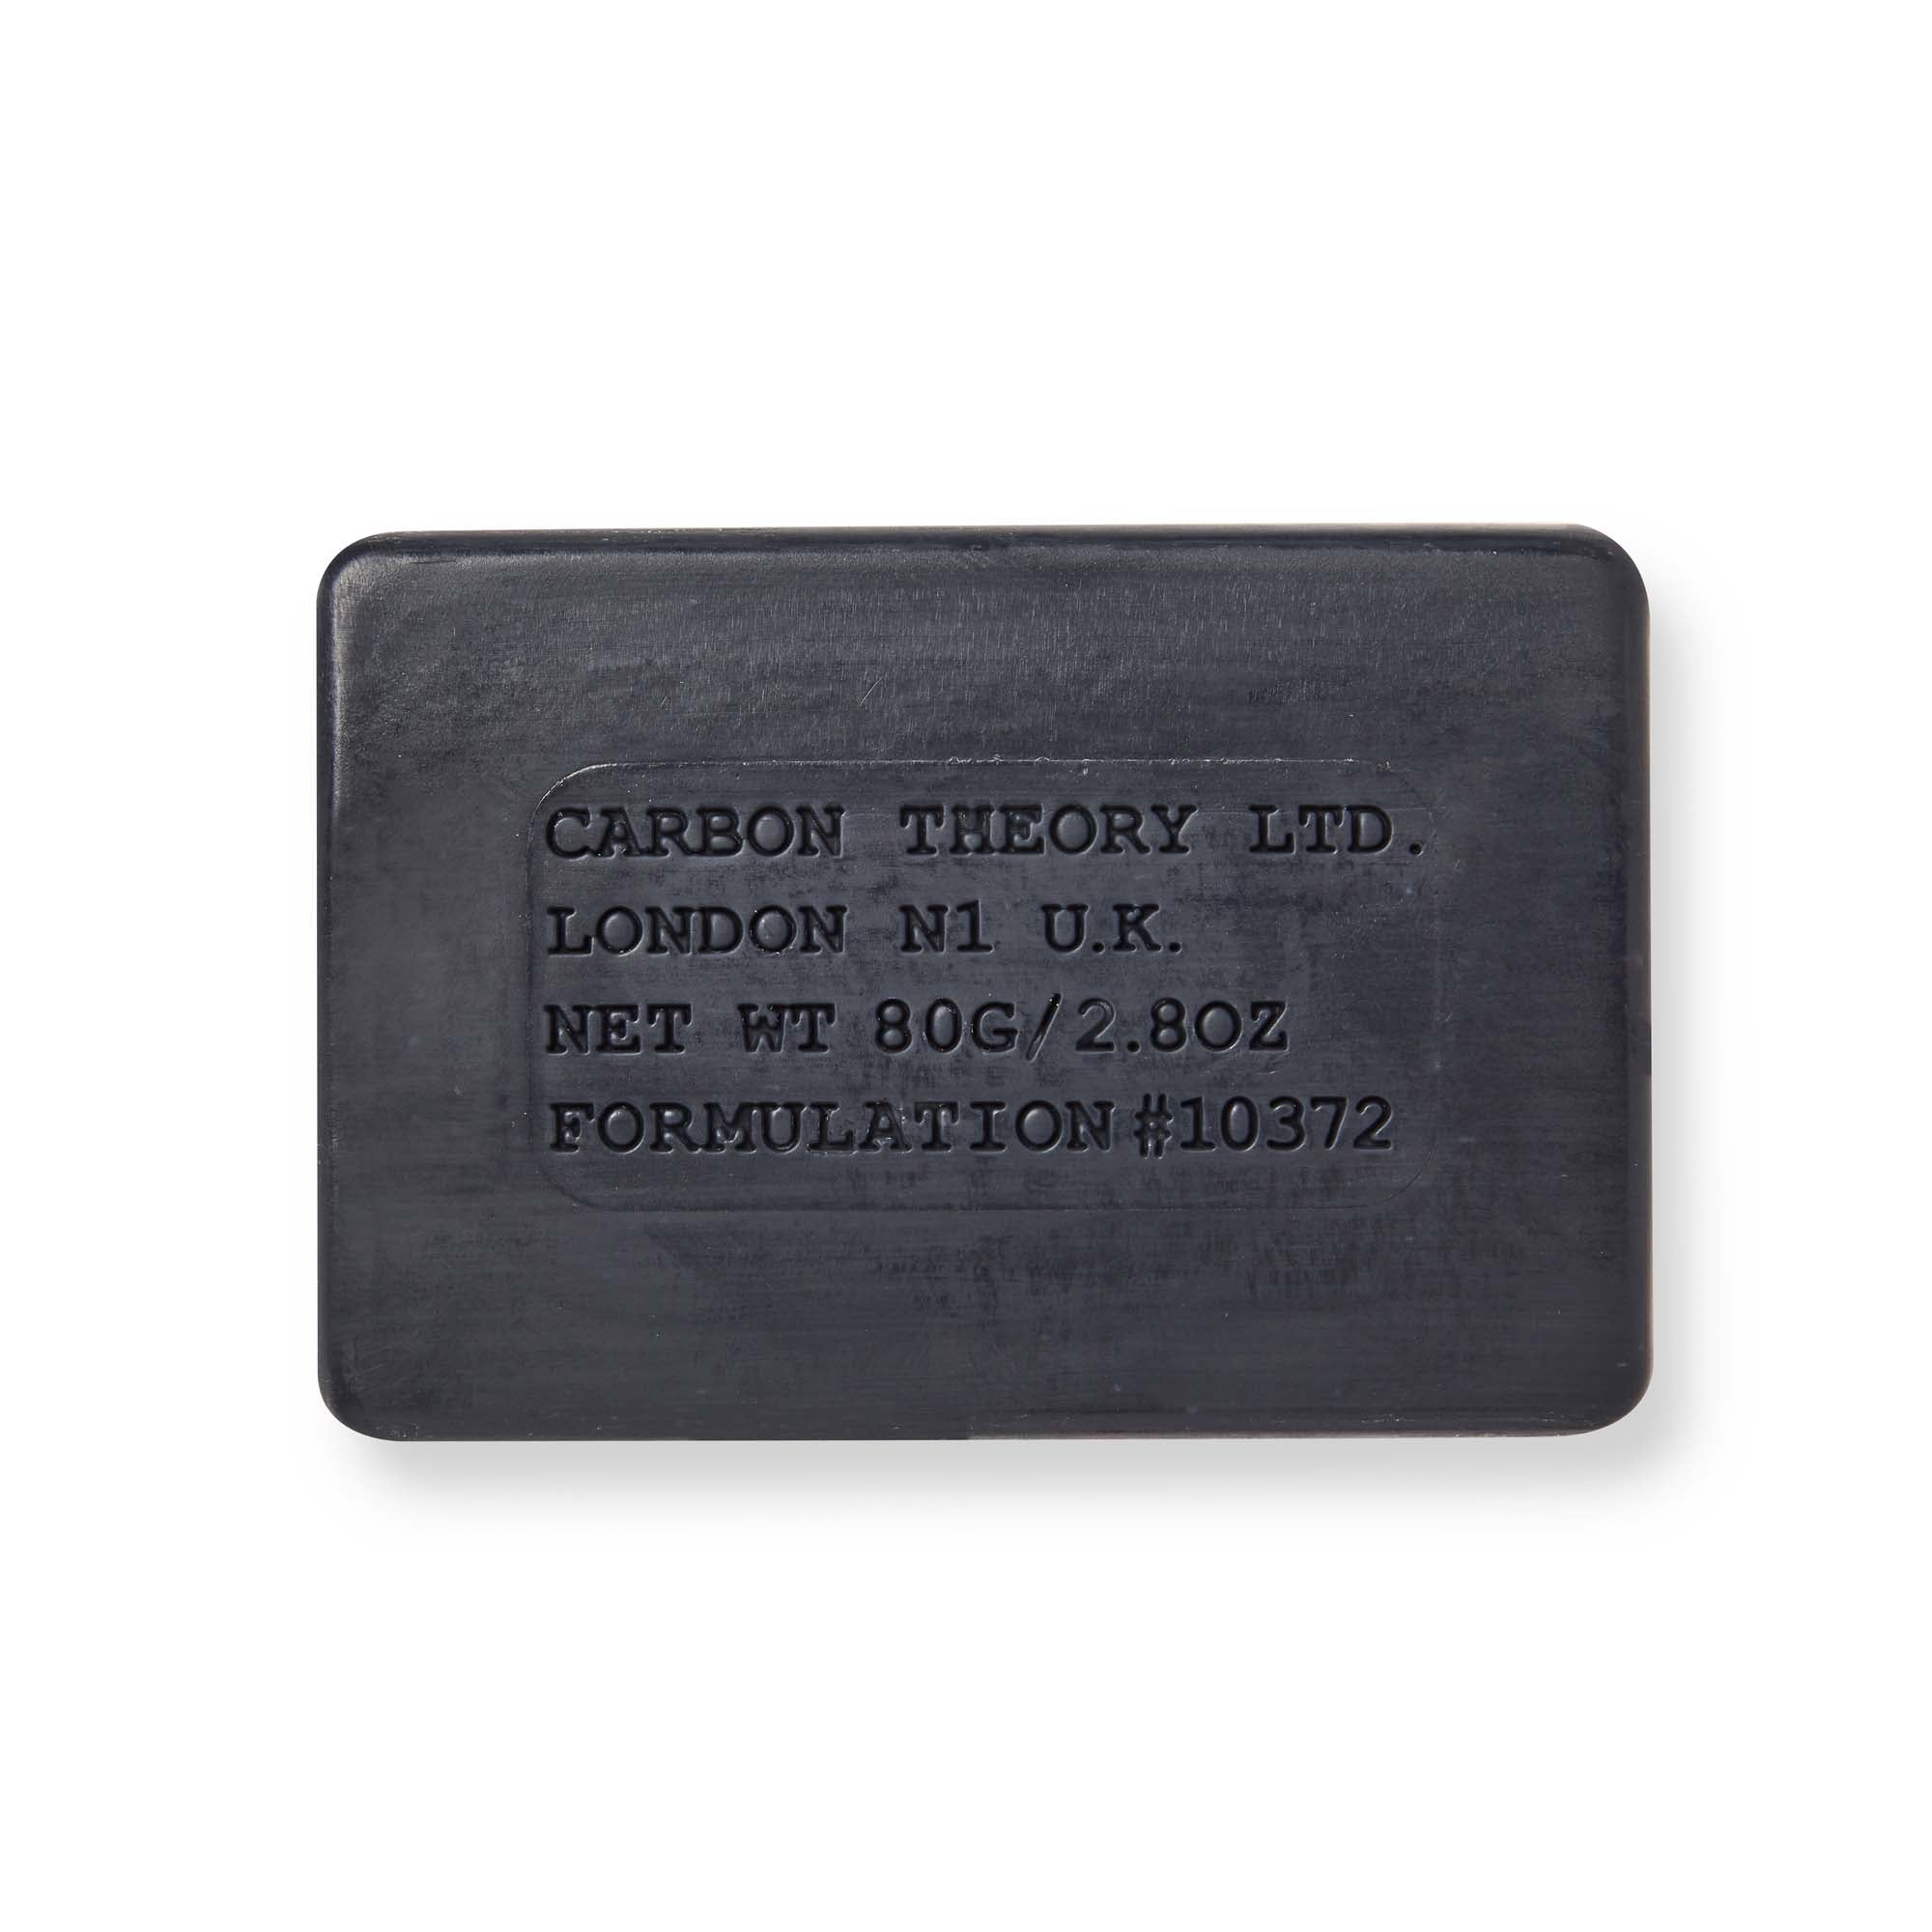 CARBON THEORY LTD.
LONDON N1 U.K.
NET WT 80G/2.8OZ
FORMULATION #10372